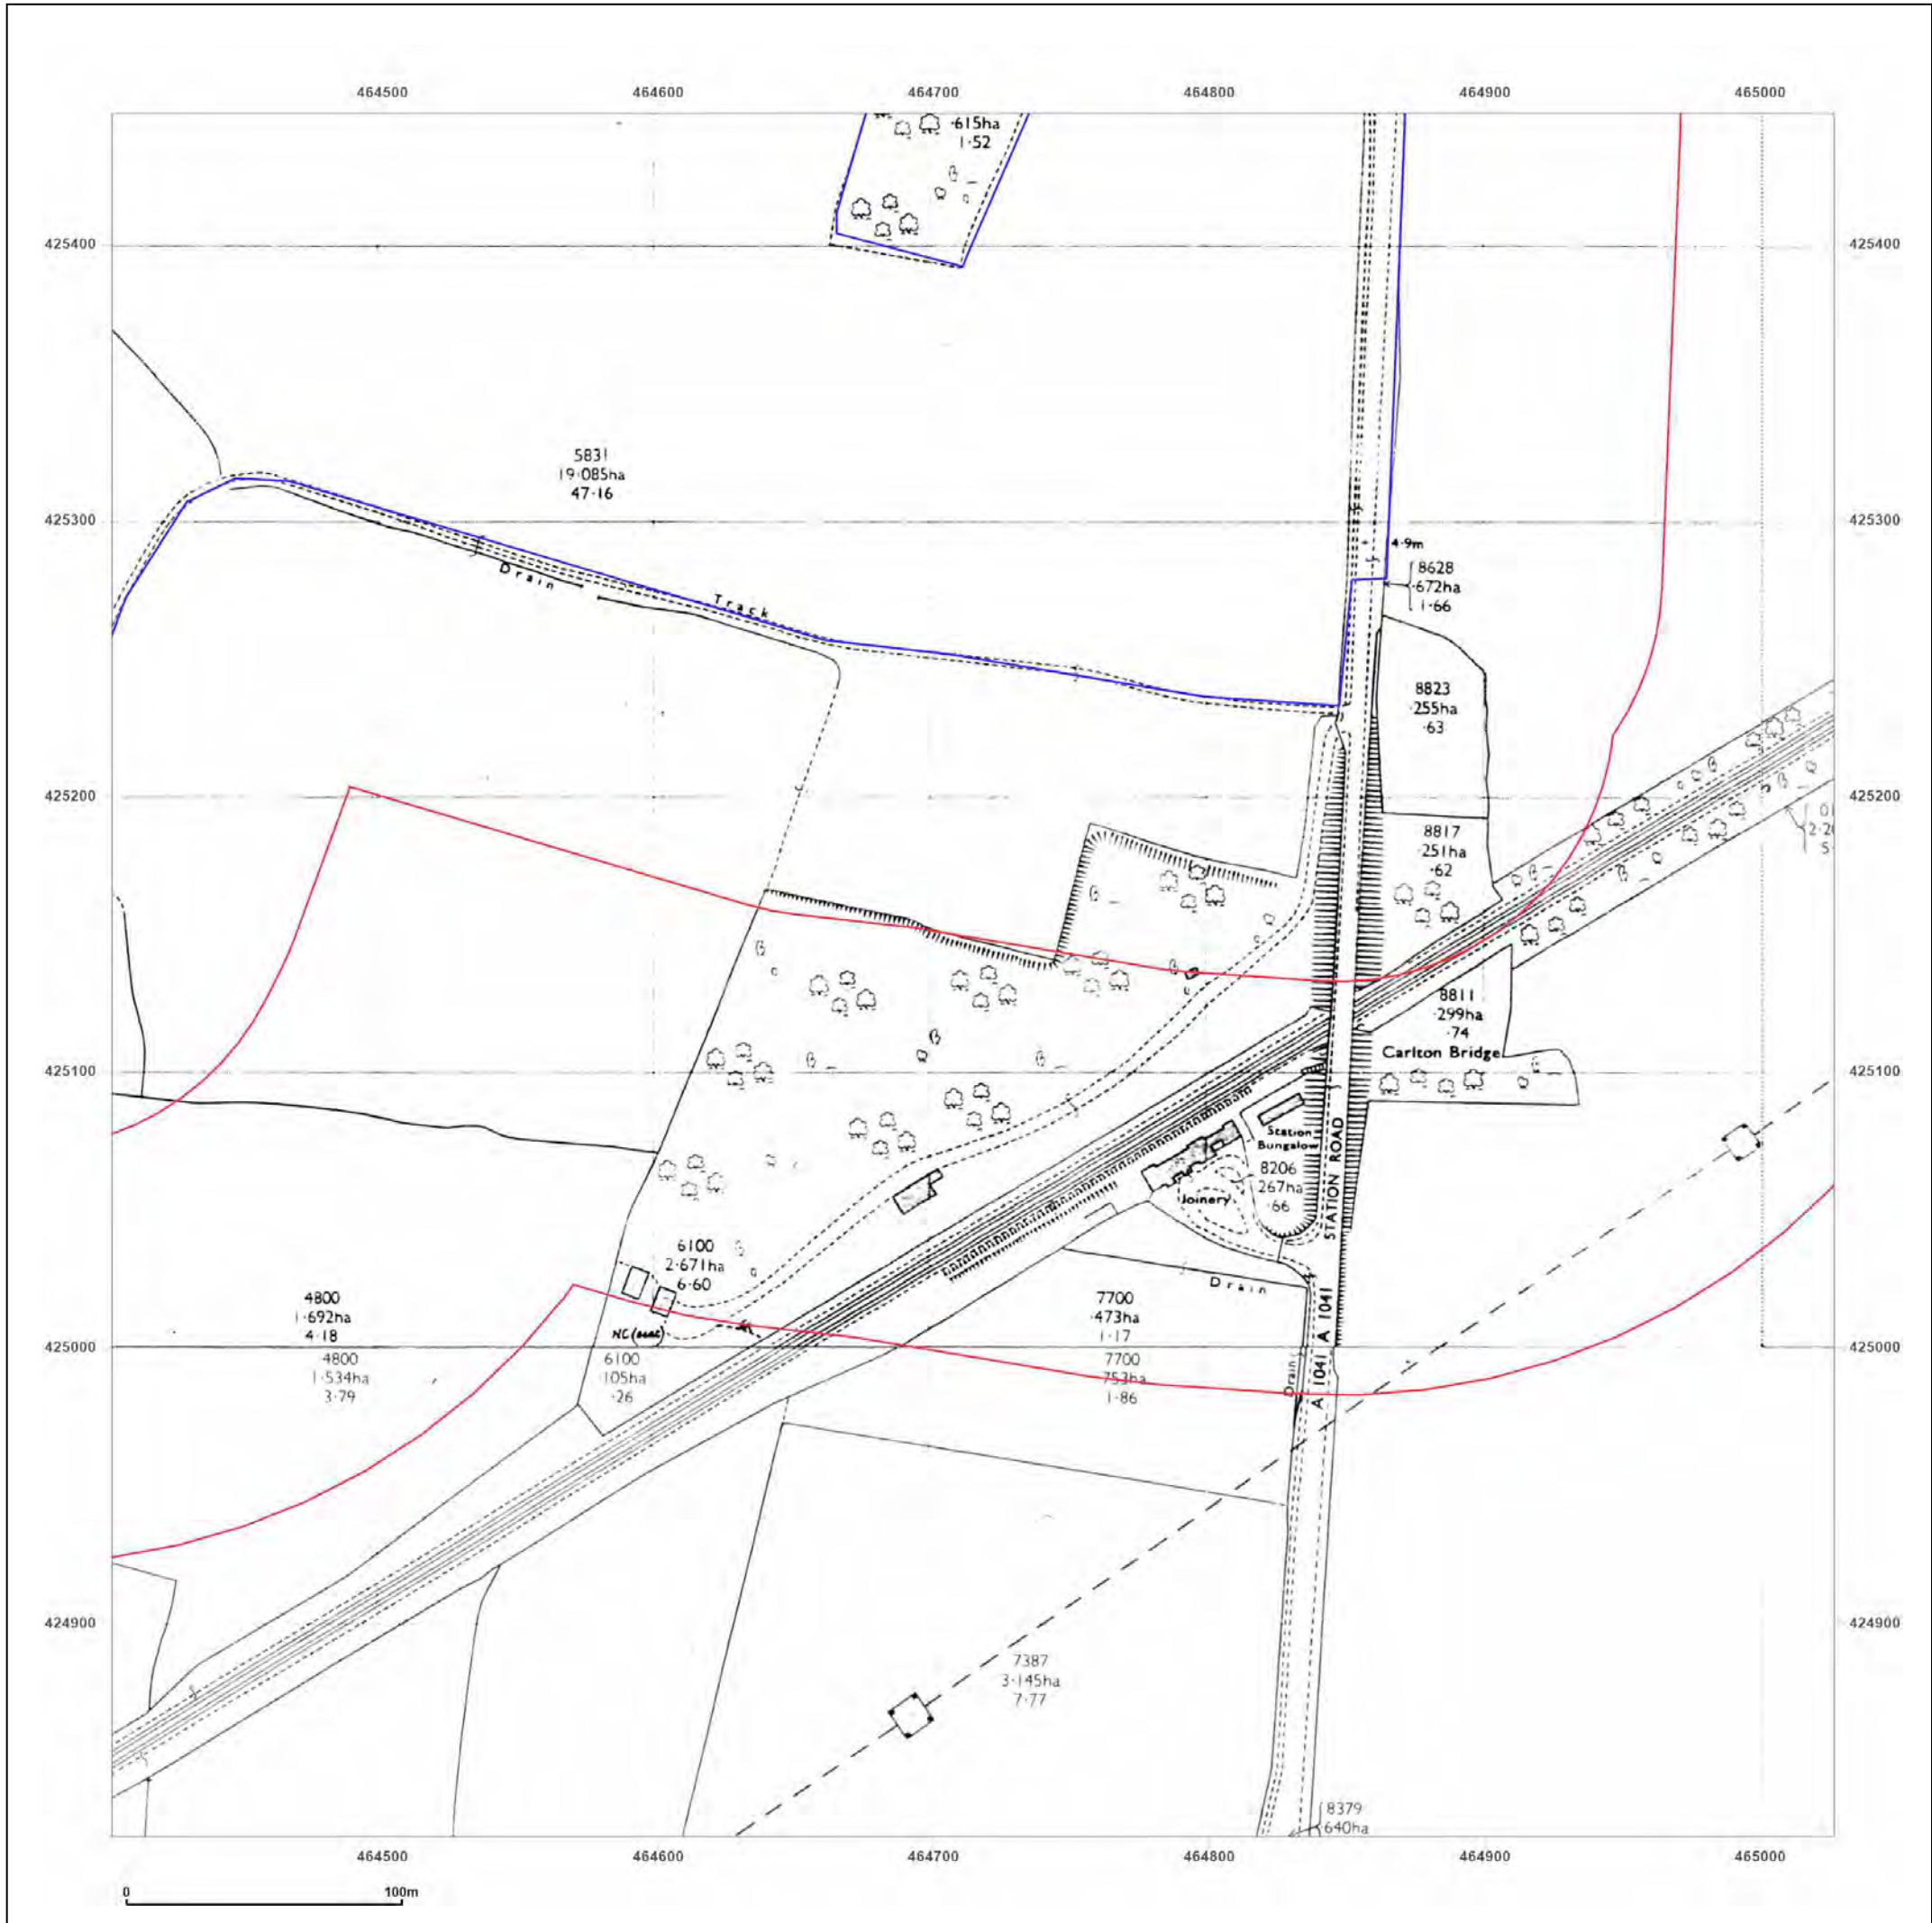 464500 464600 464700 464800 464900 465000
·615ha
1·52
425400 425400
5831
19·085ha
47·16
425300 425300
4·9m
8628
·672ha
1·66
Drain
Track
8823
·255ha
·63
425200 425200
8817
·251ha
·62
8811
·299ha
·74
Carlton Bridge
425100 425100
Station
Bungalow
8206
·267ha
·66
Joinery
STATION ROAD
6100
2·671ha
6·60
Drain
4800
1·692ha
4·18
7700
·473ha
1·17
A 1041
425000 425000
4800
1·534ha
3·79
6100
·105ha
·26
7700
·753ha
1·86
Drain
A 1041
424900 424900
7387
3·145ha
7·77
8379
640ha
464500 464600 464700 464800 464900 465000
0 100m